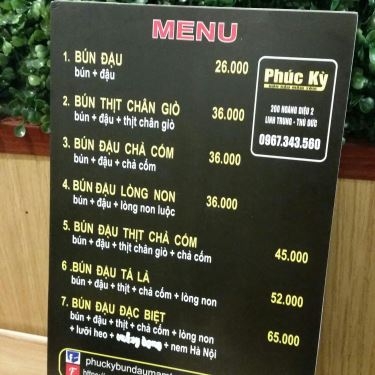 MENU
1. BÚN ĐẬU 26.000
bún + đậu
2. BÚN THỊT CHÂN GIÒ 36.000
bún + đậu + thịt chân giò
3. BÚN ĐẬU CHẢ CỐM 36.000
bún + đậu + chả cốm
4. BÚN ĐẬU LÒNG NON 36.000
bún + đậu + lòng non luộc
5. BÚN ĐẬU THỊT CHẢ CỐM 45.000
bún + đậu + thịt chân giò + chả cốm
6 .BÚN ĐẬU TÁ LẢ 52.000
bún + đậu + thịt + chả cốm + lòng non
7. BÚN ĐẬU ĐẶC BIỆT 65.000
bún + đậu + thịt + chả cốm + lòng non
+ lưỡi heo + + nem Hà Nội
Phúc Kỳ
BÚN ĐẬU MẮM TÔM
200 HOÀNG DIỆU 2
LINH TRUNG - THỦ ĐỨC
0967.343.560